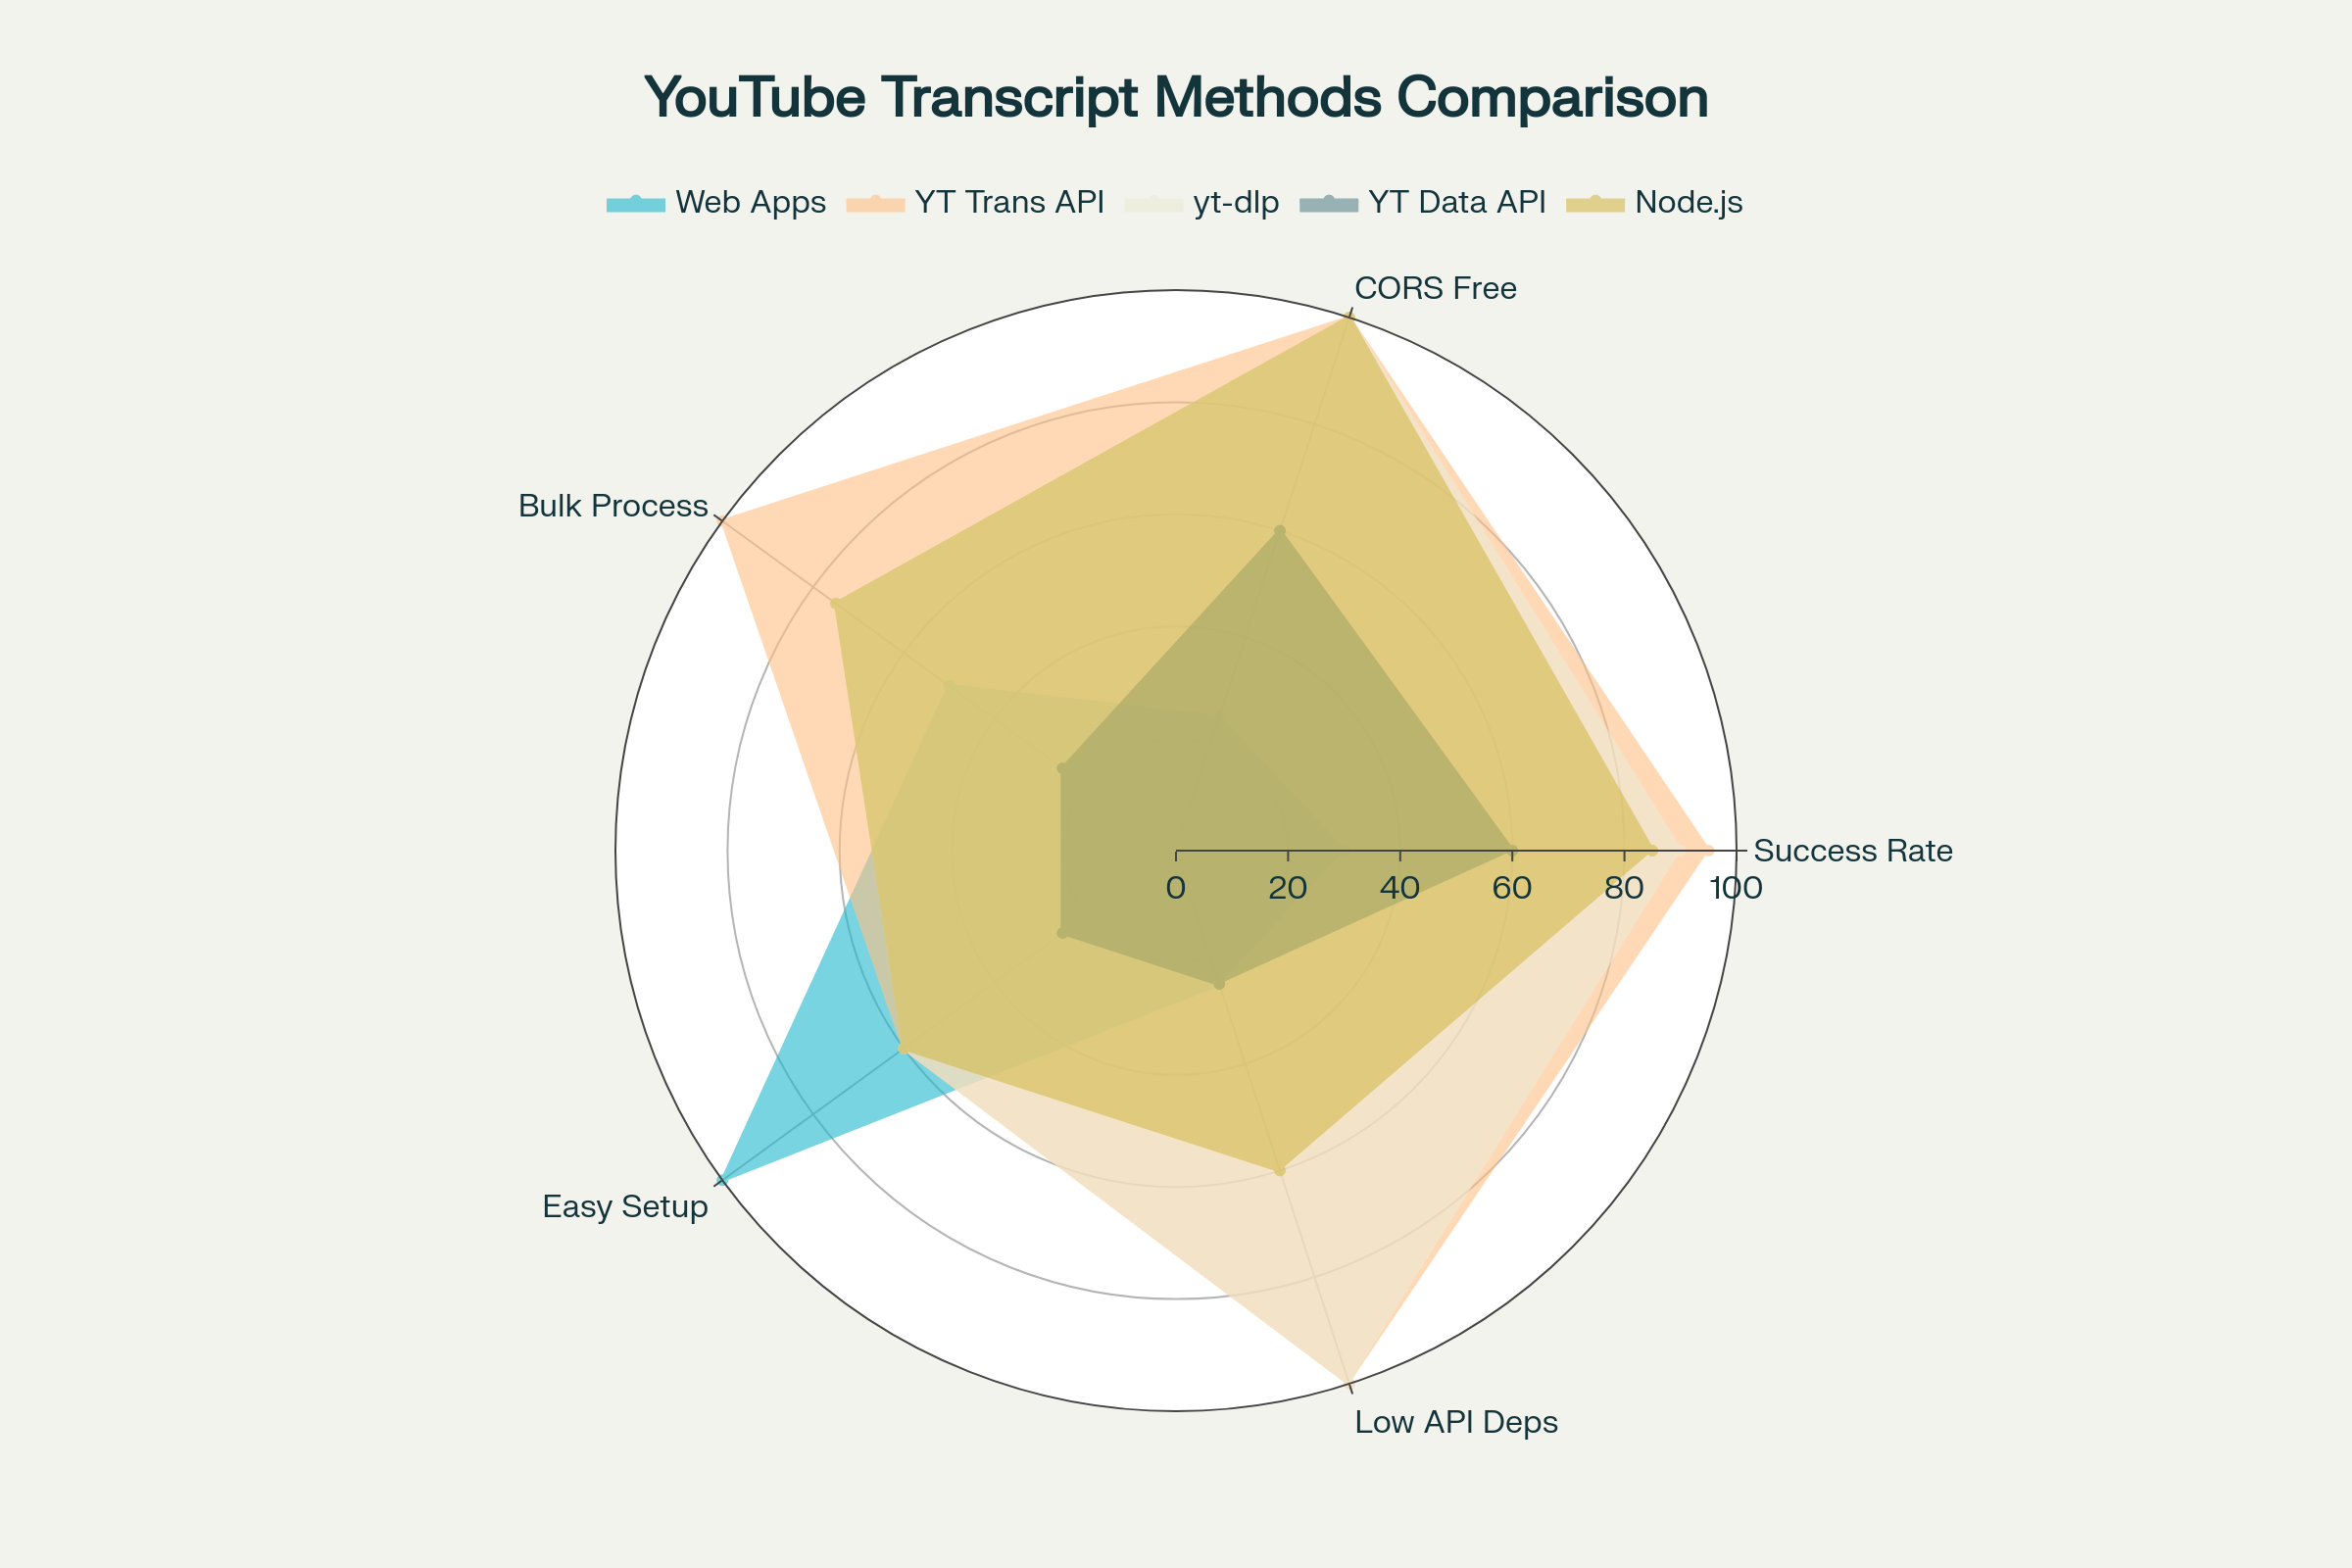 YouTube Transcript Methods Comparison
Web Apps YT Trans API yt-dlp YT Data API Node.js
CORS Free
Bulk Process
Success Rate
0 20 40 60 80 100
Easy Setup
Low API Deps